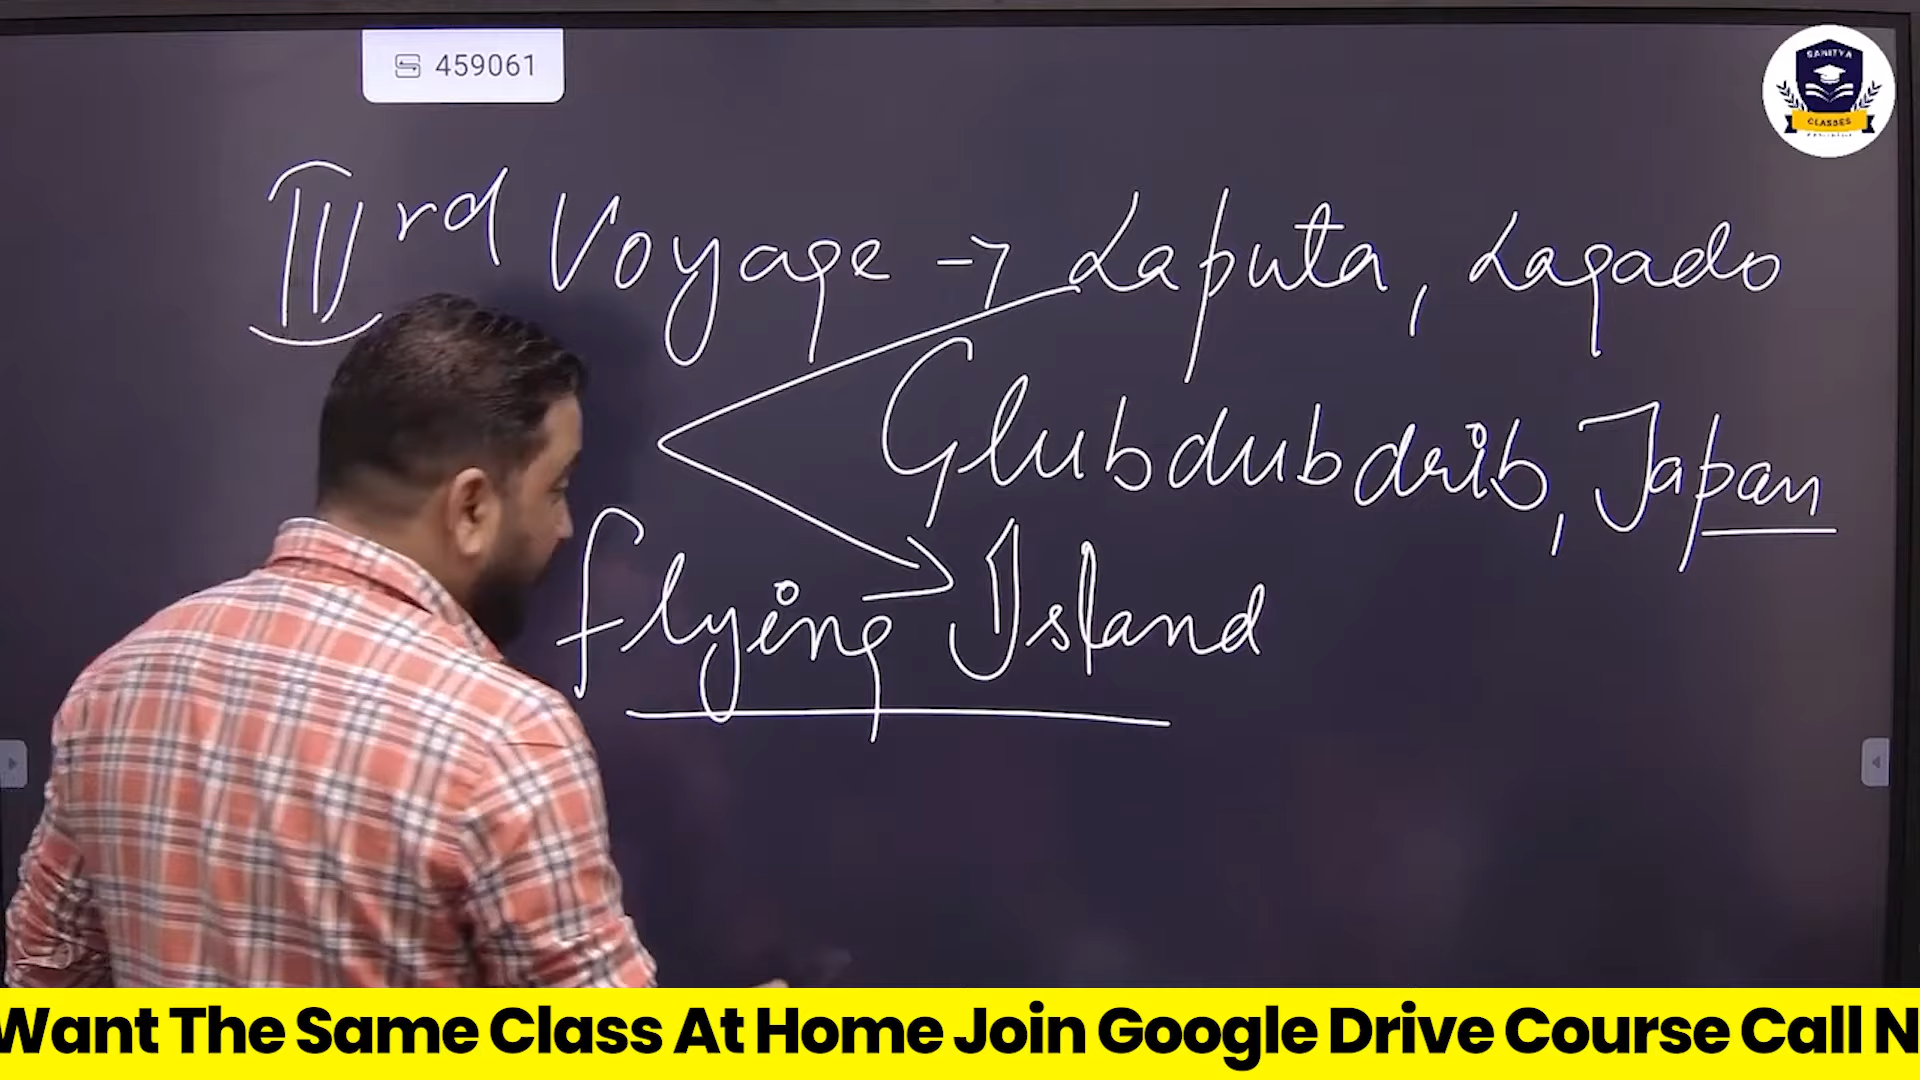 459061
SAHITYA
CLASSES
IIIrd Voyage → Laputa, Lagado
Glubdubdrib, Japan
flying Island
Want The Same Class At Home Join Google Drive Course Call N